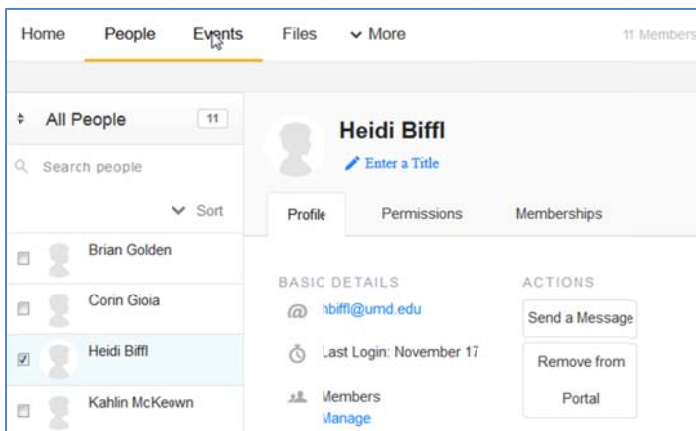 Home People Events Files More 11 Members
All People 11
Search people
Sort
Brian Golden
Corin Gioia
Heidi Biffl
Kahlin McKeown
Heidi Biffl
Enter a Title
Profile Permissions Memberships
BASIC DETAILS
hbiffl@umd.edu
Last Login: November 17
Members
Manage
ACTIONS
Send a Message
Remove from
Portal